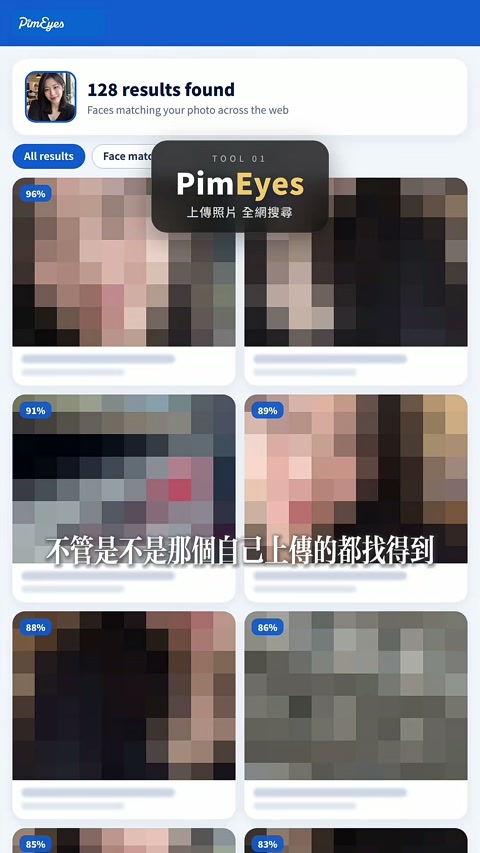 PimEyes
128 results found
Faces matching your photo across the web
All results
Face matc
TOOL 01
PimEyes
上傳照片 全網搜尋
96%
91%
89%
不管是不是那個自己上傳的都找得到
88%
86%
85%
83%